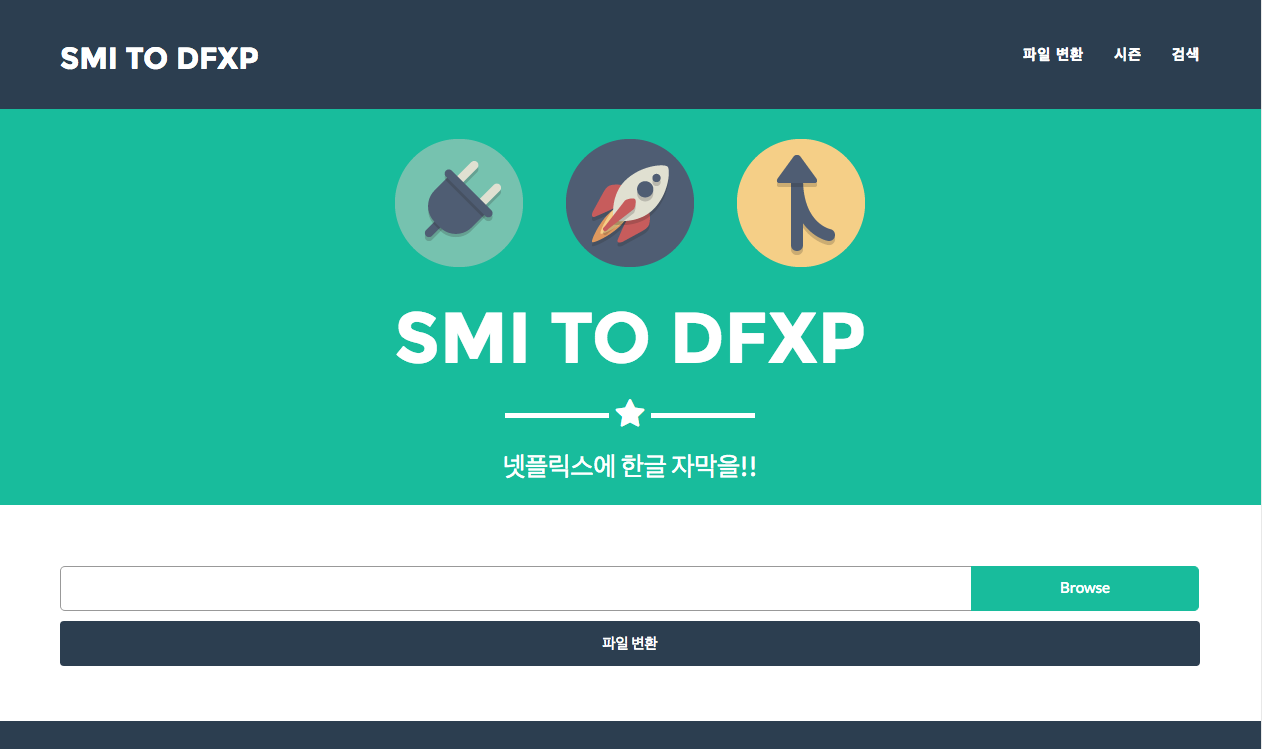 SMI TO DFXP
파일 변환 시즌 검색
SMI TO DFXP
넷플릭스에 한글 자막을!!
Browse
파일 변환